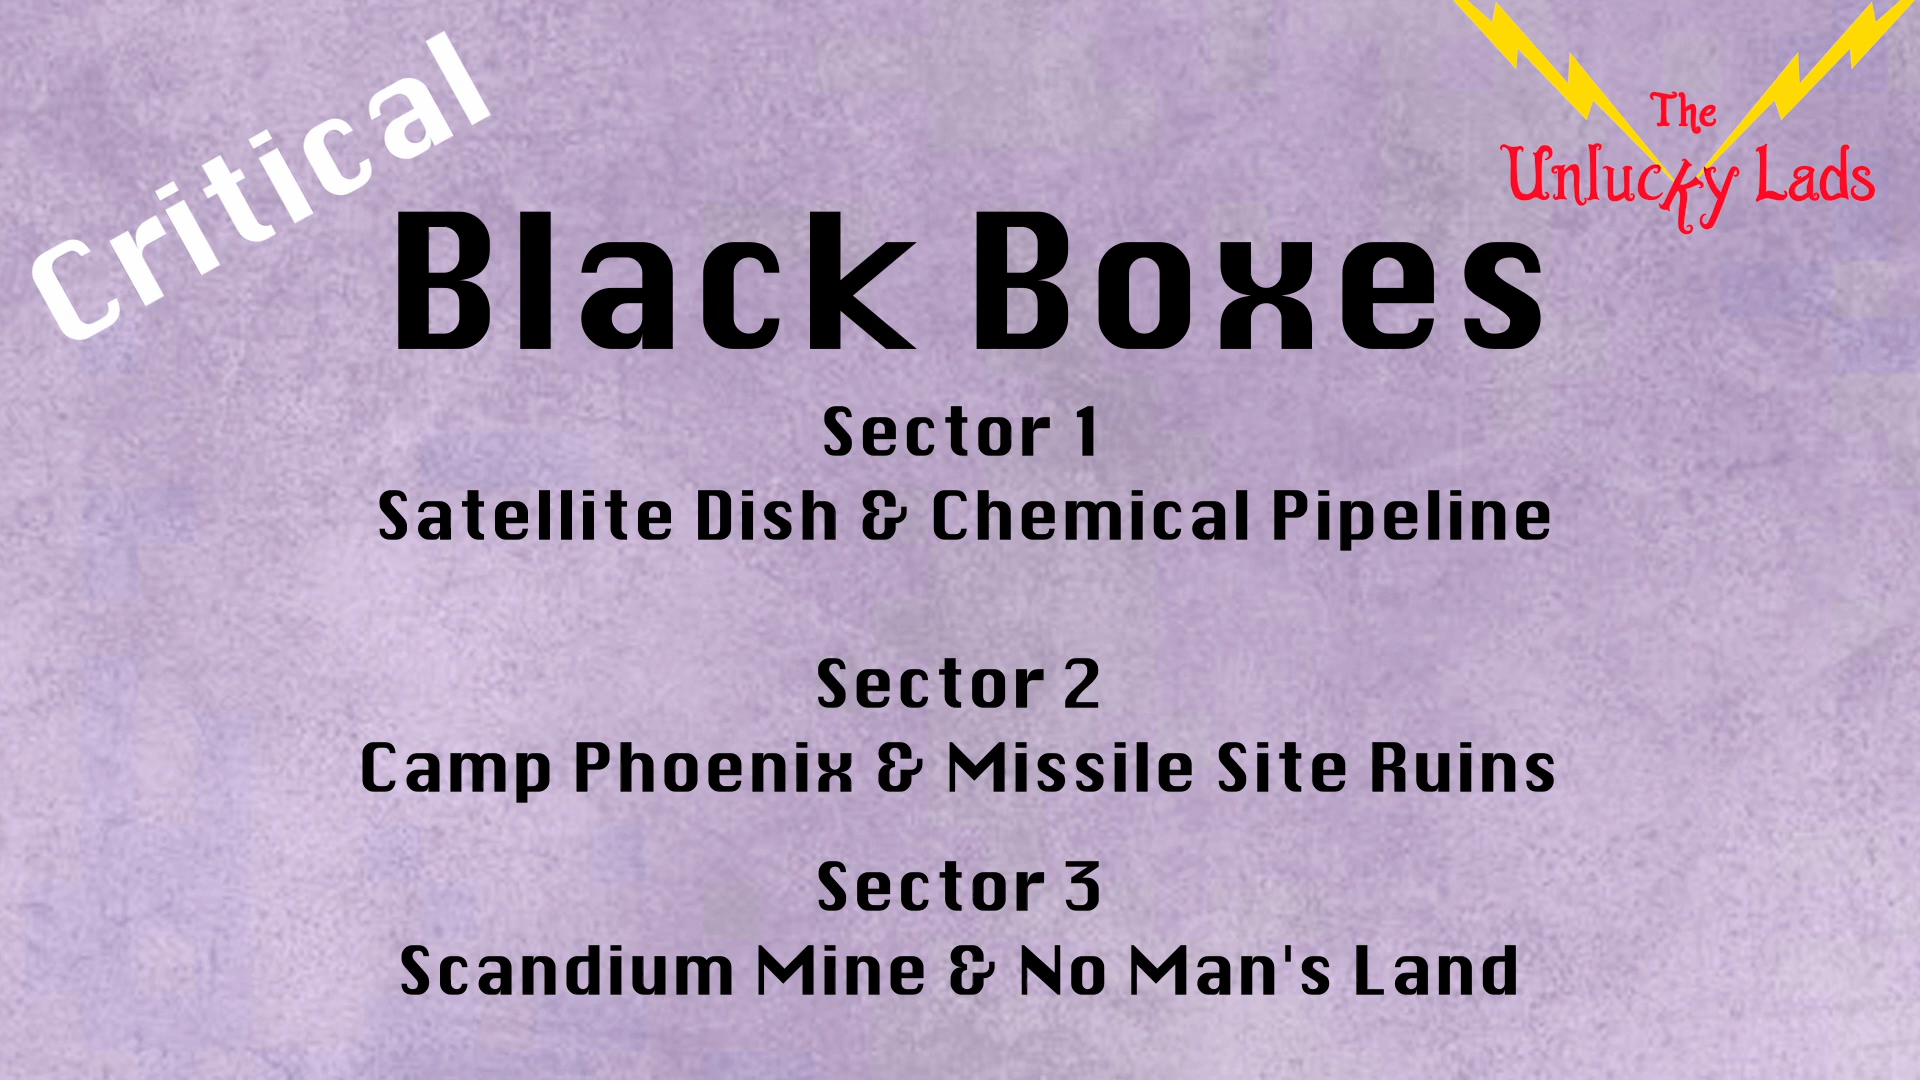 Critical
The
Unlucky Lads
Black Boxes
Sector 1
Satellite Dish & Chemical Pipeline
Sector 2
Camp Phoenix & Missile Site Ruins
Sector 3
Scandium Mine & No Man's Land